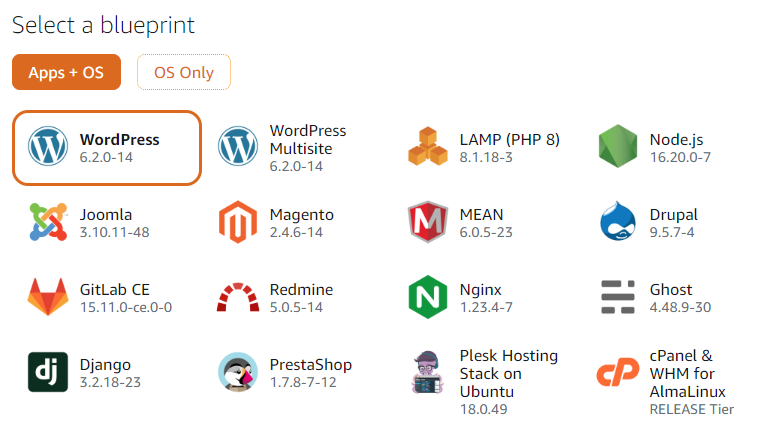 Select a blueprint
Apps + OS
OS Only
WordPress
6.2.0-14
WordPress
Multisite
6.2.0-14
LAMP (PHP 8)
8.1.18-3
Node.js
16.20.0-7
Joomla
3.10.11-48
Magento
2.4.6-14
MEAN
6.0.5-23
Drupal
9.5.7-4
GitLab CE
15.11.0-ce.0-0
Redmine
5.0.5-14
Nginx
1.23.4-7
Ghost
4.48.9-30
dj
Django
3.2.18-23
PrestaShop
1.7.8-7-12
Plesk Hosting
Stack on
Ubuntu
18.0.49
cP
cPanel &
WHM for
AlmaLinux
RELEASE Tier